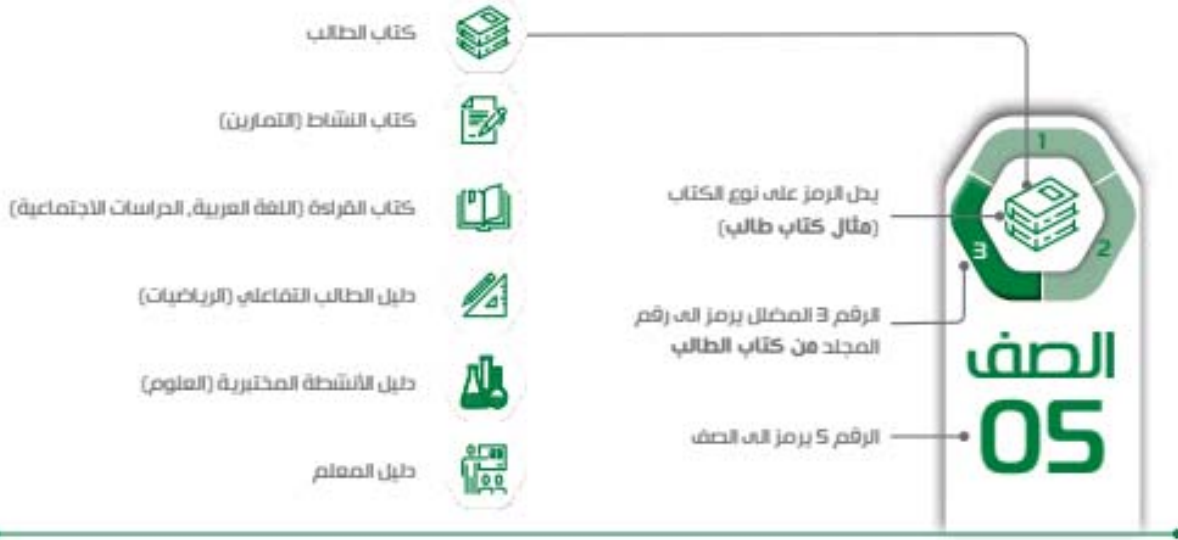 1
2
3
الصف
05
يدل الرمز على نوع الكتاب
(مثال كتاب طالب)
الرقم 3 المضلل يرمز الى رقم
المجلد من كتاب الطالب
الرقم 5 يرمز الى الصف
كتاب الطالب
كتاب النشاط (التمارين)
كتاب القراءة (اللغة العربية, الدراسات الاجتماعية)
دليل الطالب التفاعلي (الرياضيات)
دليل الأنشطة المختبرية (العلوم)
دليل المعلم